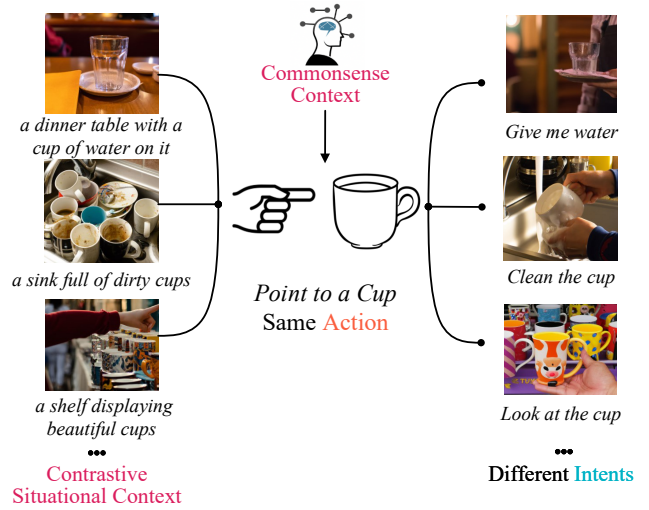 Commonsense
Context
a dinner table with a
cup of water on it
a sink full of dirty cups
a shelf displaying
beautiful cups
Contrastive
Situational Context
Point to a Cup
Same Action
Give me water
Clean the cup
Look at the cup
Different Intents